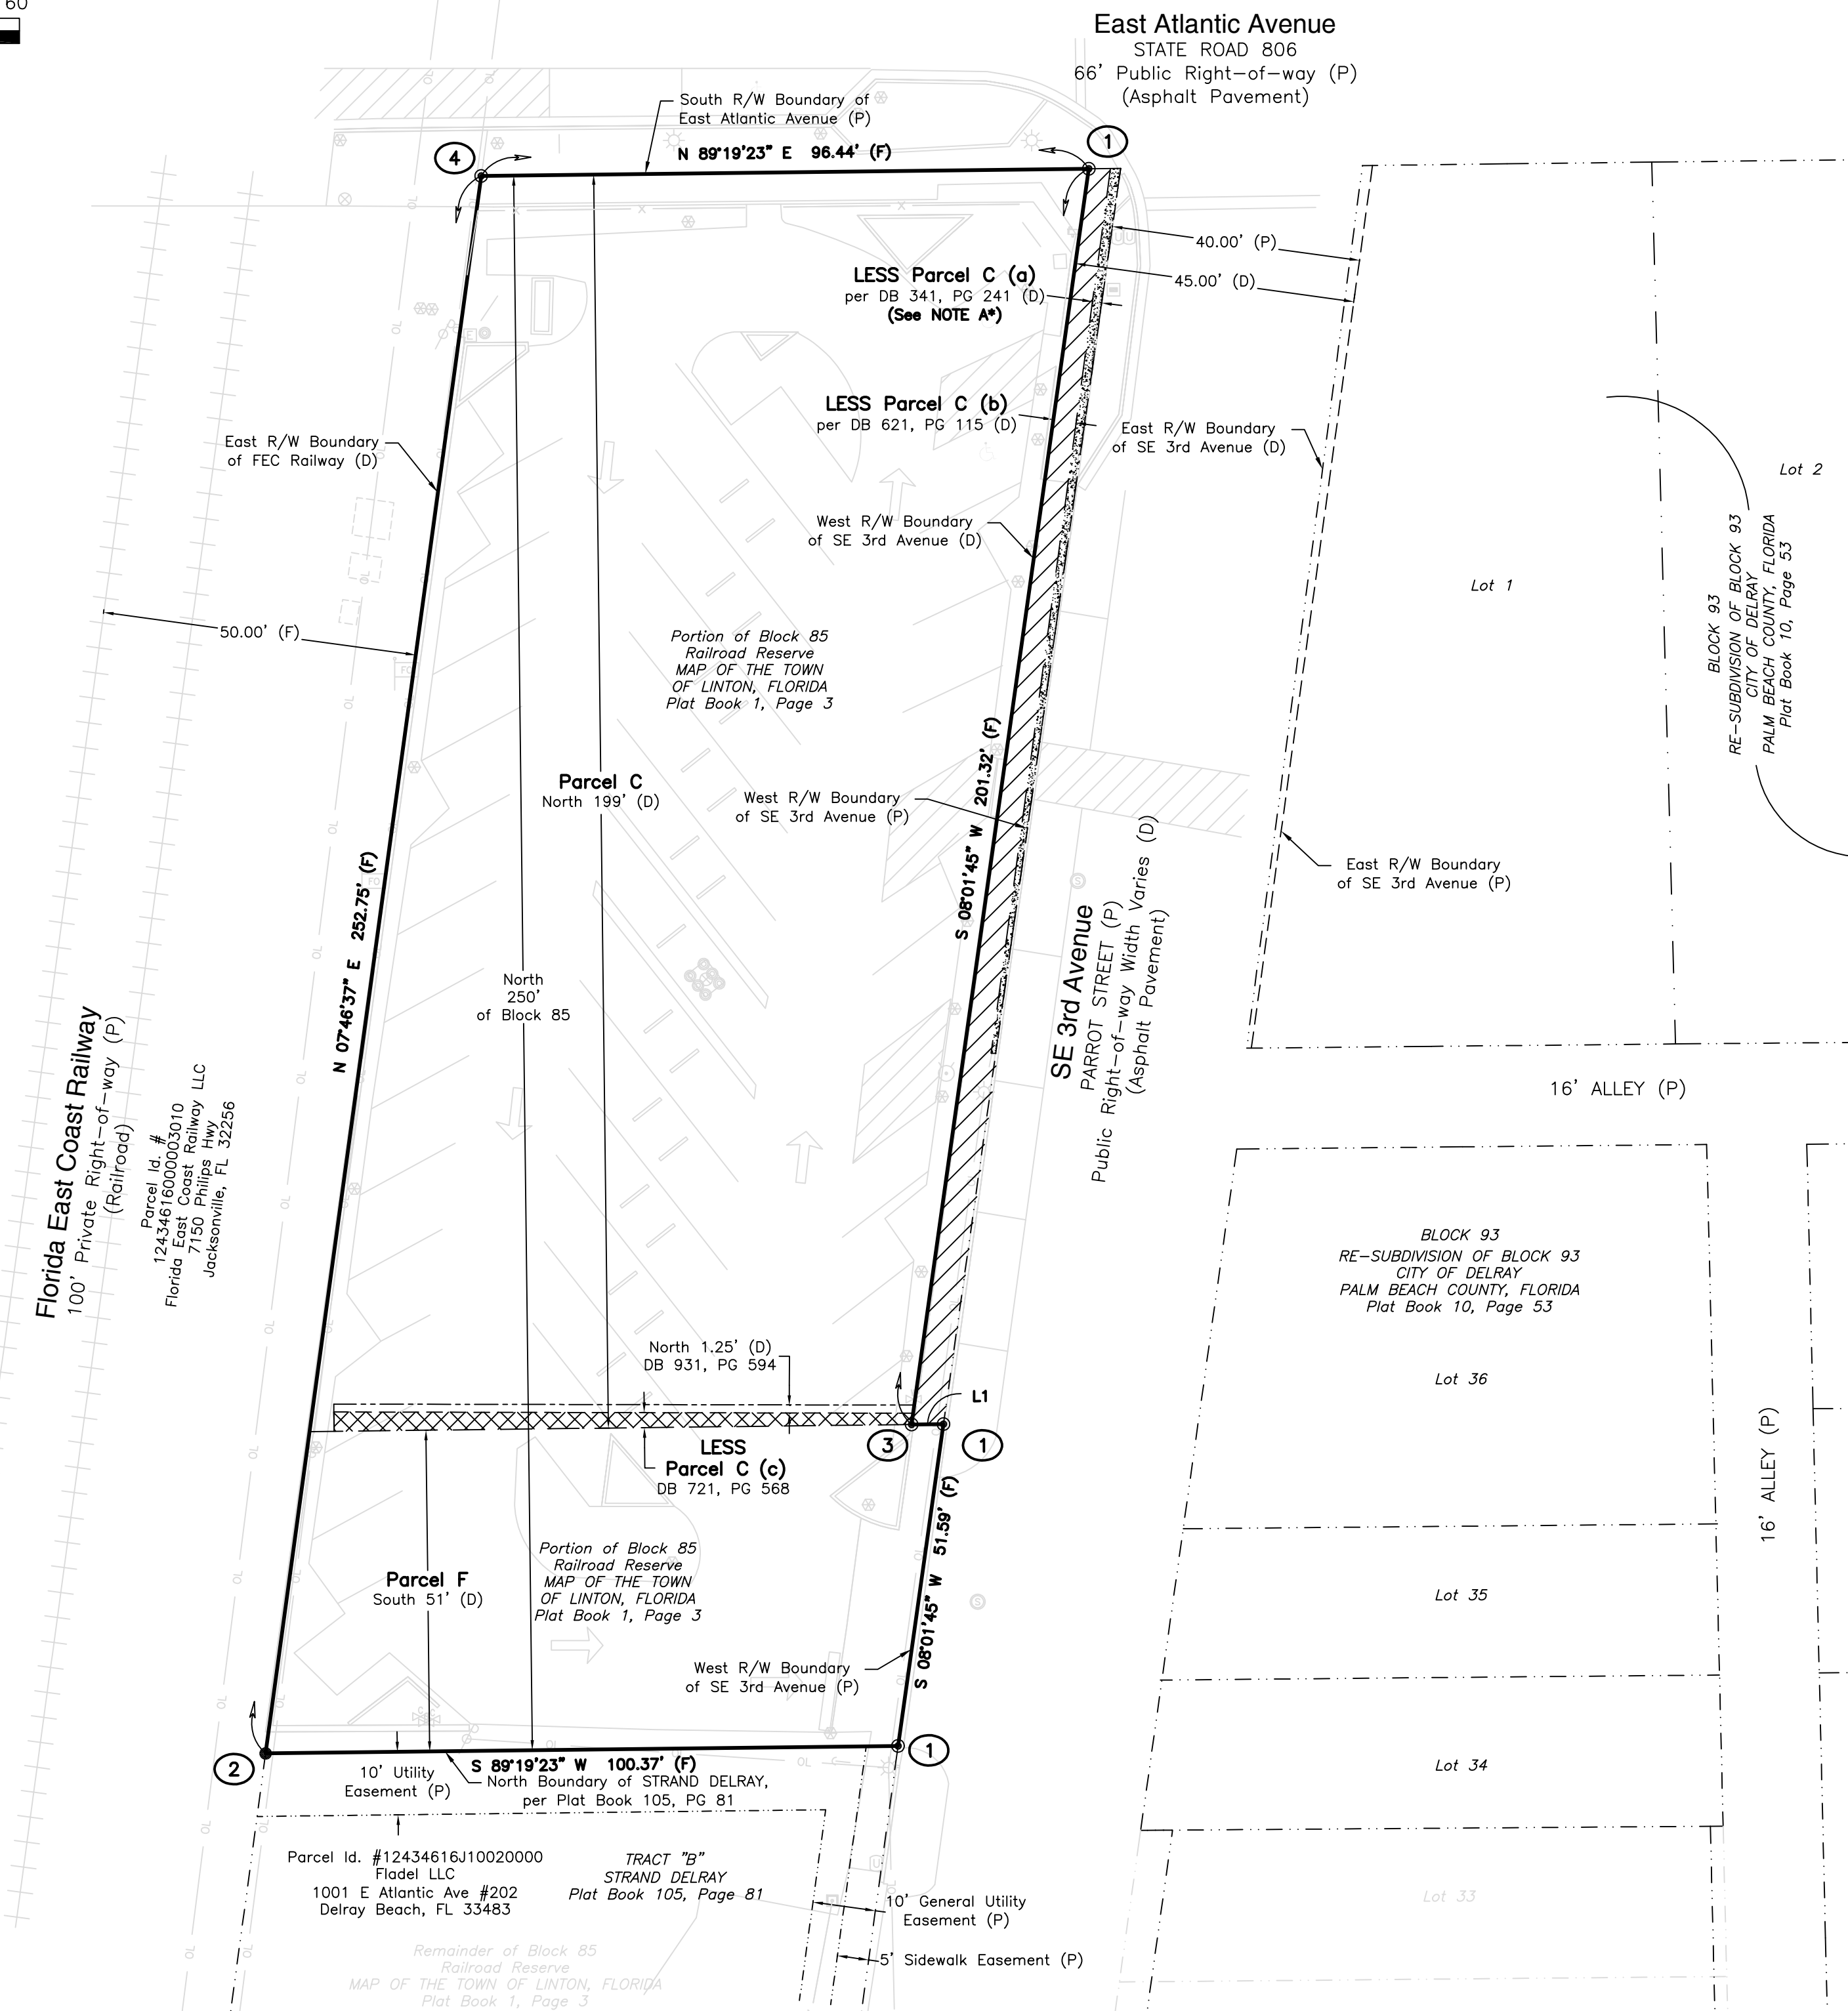 60
East Atlantic Avenue
STATE ROAD 806
66' Public Right-of-way (P)
(Asphalt Pavement)
South R/W Boundary of
East Atlantic Avenue (P)
N 89°19'23" E 96.44' (F)
4
1
40.00' (P)
45.00' (D)
LESS Parcel C (a)
per DB 341, PG 241 (D)
(See NOTE A*)
LESS Parcel C (b)
per DB 621, PG 115 (D)
East R/W Boundary
of FEC Railway (D)
East R/W Boundary
of SE 3rd Avenue (D)
West R/W Boundary
of SE 3rd Avenue (D)
Lot 2
Lot 1
BLOCK 93
RE-SUBDIVISION OF BLOCK 93
CITY OF DELRAY
PALM BEACH COUNTY, FLORIDA
Plat Book 10, Page 53
50.00' (F)
Portion of Block 85
Railroad Reserve
MAP OF THE TOWN
OF LINTON, FLORIDA
Plat Book 1, Page 3
Parcel C
North 199' (D)
West R/W Boundary
of SE 3rd Avenue (P)
S 08°01'45" W 201.32' (F)
East R/W Boundary
of SE 3rd Avenue (P)
N 07°46'37" E 252.75' (F)
North
250'
of Block 85
SE 3rd Avenue
PARROT STREET (P)
Public Right-of-way Width Varies (D)
(Asphalt Pavement)
Florida East Coast Railway
100' Private Right-of-way (P)
(Railroad)
Parcel Id. #
12434616000003010
Florida East Coast Railway LLC
7150 Philips Hwy
Jacksonville, FL 32256
16' ALLEY (P)
BLOCK 93
RE-SUBDIVISION OF BLOCK 93
CITY OF DELRAY
PALM BEACH COUNTY, FLORIDA
Plat Book 10, Page 53
Lot 36
16' ALLEY (P)
North 1.25' (D)
DB 931, PG 594
L1
3
1
LESS
Parcel C (c)
DB 721, PG 568
S 08°01'45" W 51.59' (F)
Portion of Block 85
Railroad Reserve
MAP OF THE TOWN
OF LINTON, FLORIDA
Plat Book 1, Page 3
Parcel F
South 51' (D)
Lot 35
West R/W Boundary
of SE 3rd Avenue (P)
2
1
S 89°19'23" W 100.37' (F)
10' Utility
Easement (P)
North Boundary of STRAND DELRAY,
per Plat Book 105, PG 81
Lot 34
Parcel Id. #12434616J10020000
Fladel LLC
1001 E Atlantic Ave #202
Delray Beach, FL 33483
TRACT "B"
STRAND DELRAY
Plat Book 105, Page 81
10' General Utility
Easement (P)
5' Sidewalk Easement (P)
Lot 33
Remainder of Block 85
Railroad Reserve
MAP OF THE TOWN OF LINTON, FLORIDA
Plat Book 1, Page 3